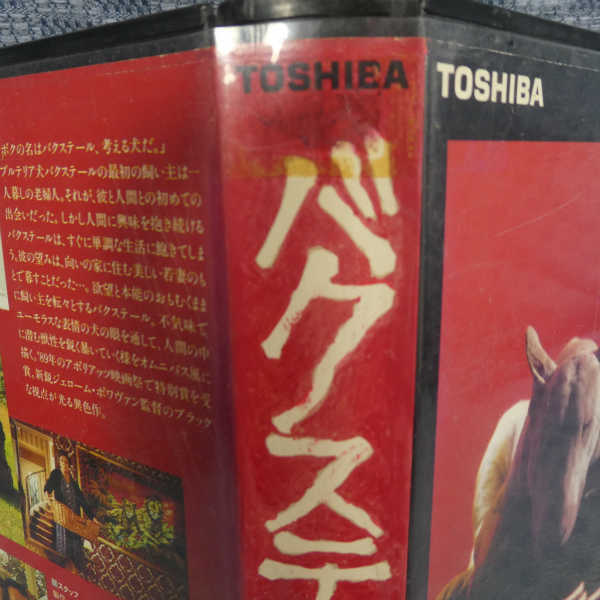 ボクの名はバクステール、考える犬だ。」
ブルテリア犬バクステールの最初の飼い主は一
人暮しの老婦人。それが、彼と人間との初めての
出会いだった。しかし人間に興味を抱き続ける
バクステールは、すぐに単調な生活に飽きてしま
う。彼の望みは、向いの家に住む美しい若妻のも
とで暮すことだった…。欲望と本能のおもむくまま
に飼い主を転々とするバクステール。不気味で
ユーモラスな表情の犬の眼を通して、人間の中
に潜む獣性を鋭く暴いていく様をオムニバス風に
描く。'89年のアボリアッツ映画祭で特別賞を受
賞、新鋭ジェローム・ボワヴァン監督のブラック
な視点が光る異色作。
TOSHIBA
バクステ
TOSHIBA